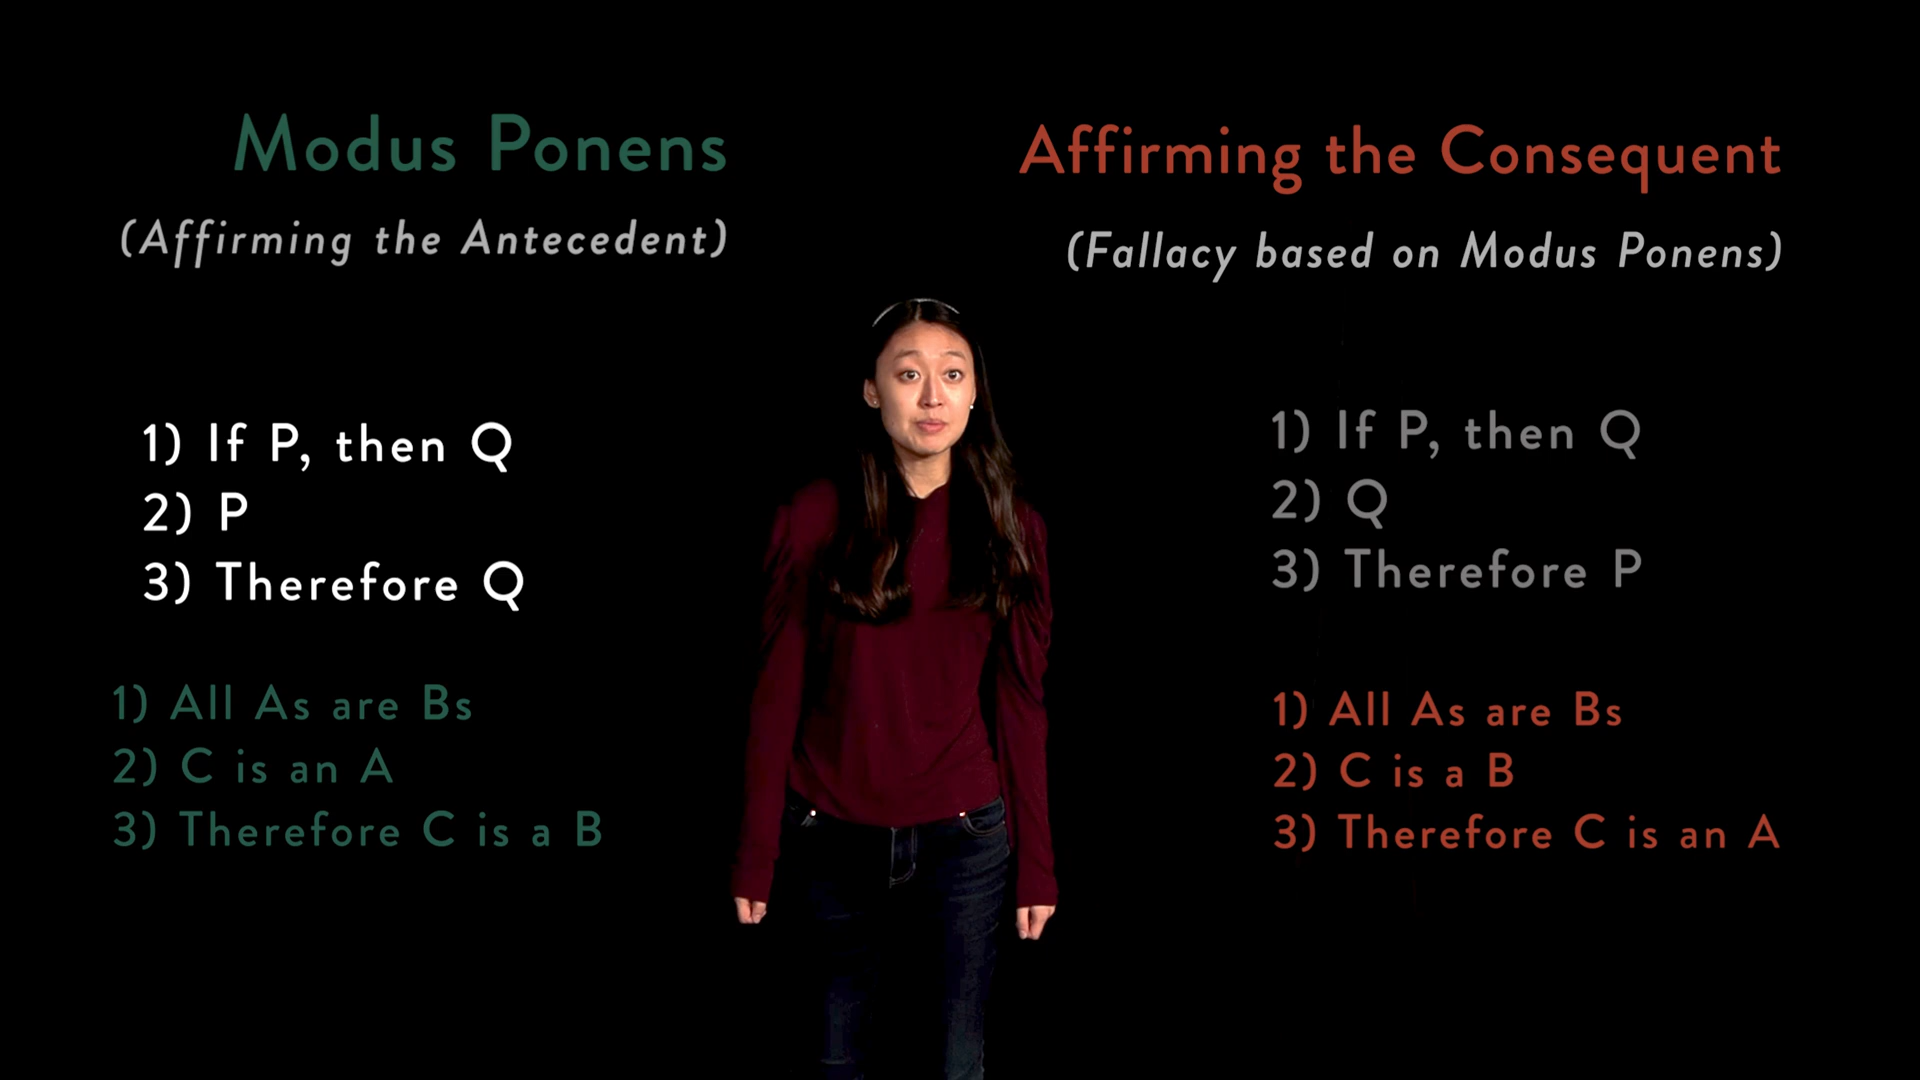 Modus Ponens
(Affirming the Antecedent)
1) If P, then Q
2) P
3) Therefore Q
1) All As are Bs
2) C is an A
3) Therefore C is a B
Affirming the Consequent
(Fallacy based on Modus Ponens)
1) If P, then Q
2) Q
3) Therefore P
1) All As are Bs
2) C is a B
3) Therefore C is an A